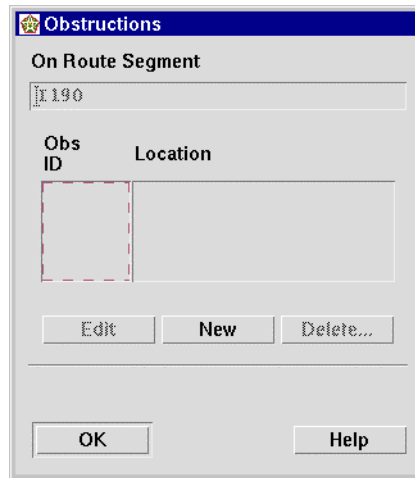 Obstructions
On Route Segment
I190
Obs ID
Location
Edit New Delete...
OK Help